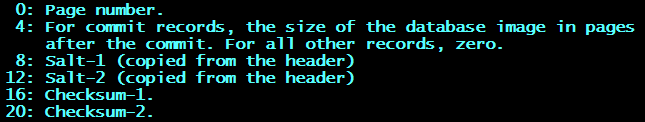 0: Page number.
4: For commit records, the size of the database image in pages
after the commit. For all other records, zero.
8: Salt-1 (copied from the header)
12: Salt-2 (copied from the header)
16: Checksum-1.
20: Checksum-2.